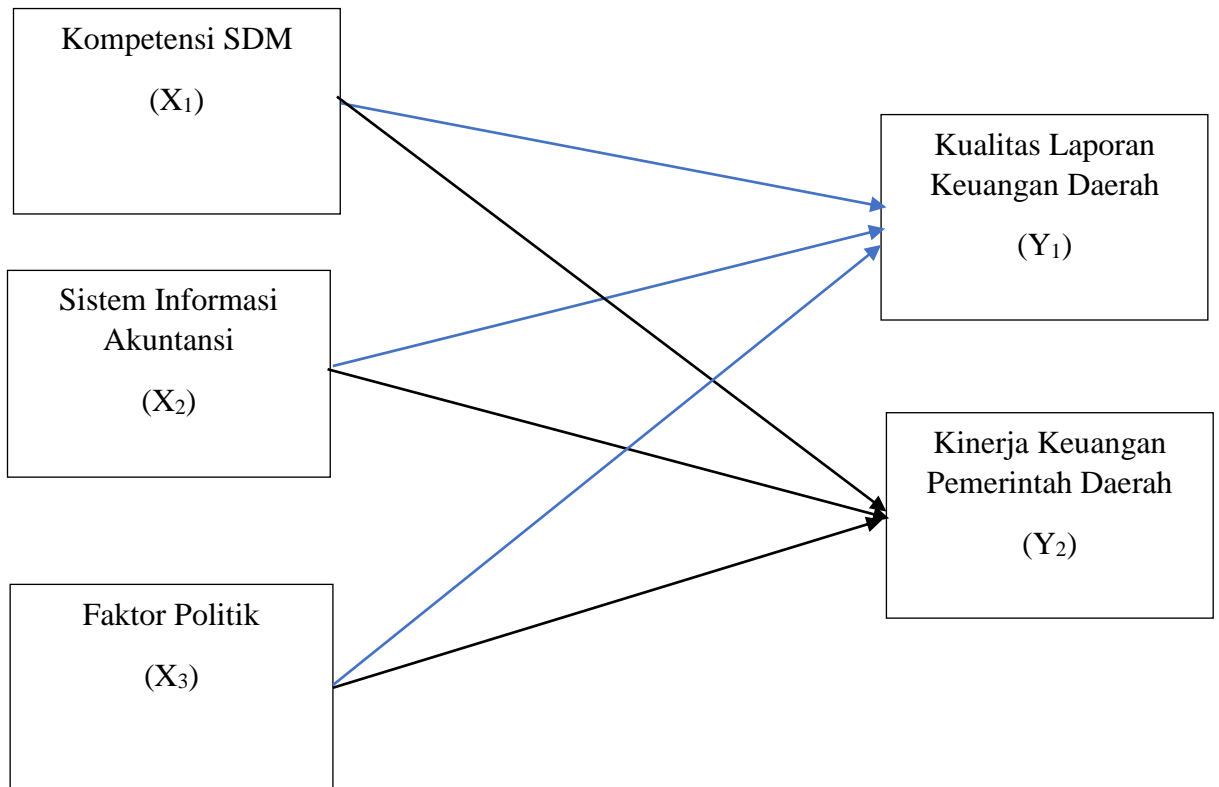 Kompetensi SDM
(X₁)
Sistem Informasi
Akuntansi
(X₂)
Faktor Politik
(X₃)
Kualitas Laporan
Keuangan Daerah
(Y₁)
Kinerja Keuangan
Pemerintah Daerah
(Y₂)